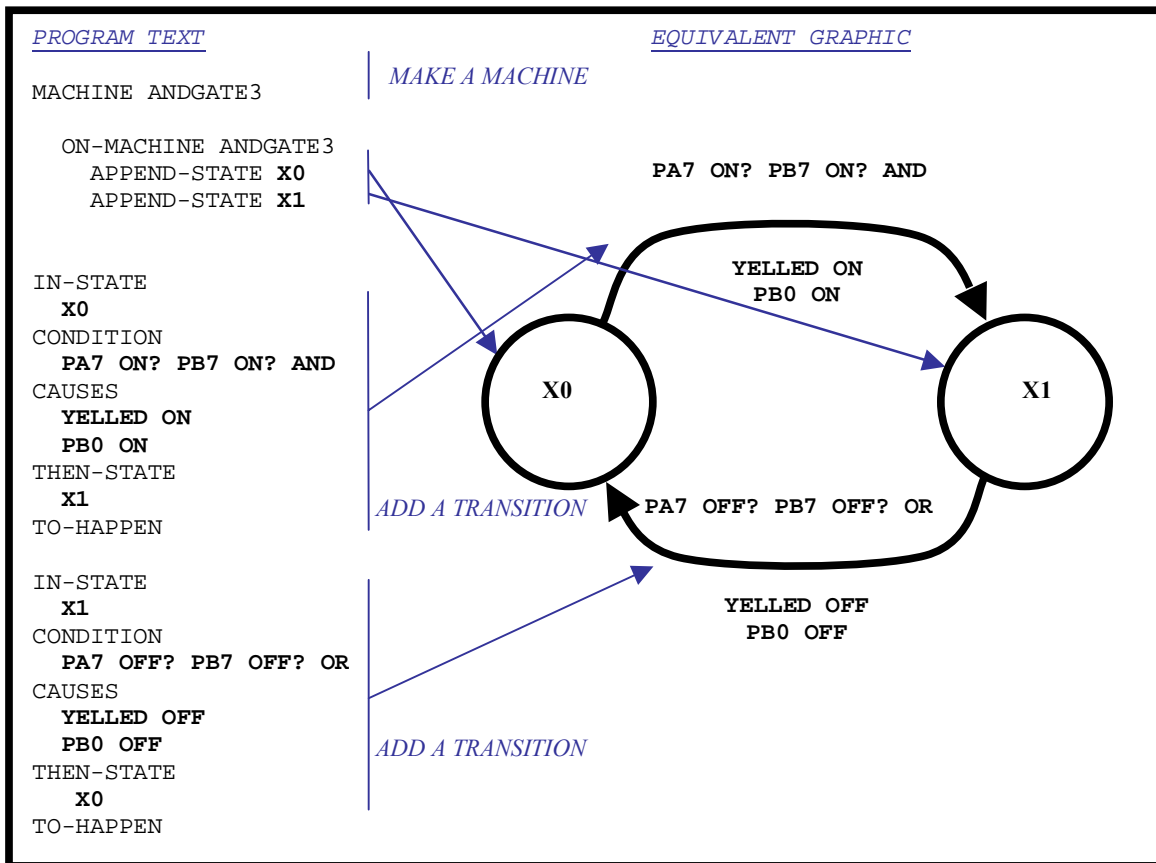 PROGRAM TEXT
EQUIVALENT GRAPHIC
MAKE A MACHINE
MACHINE ANDGATE3
ON-MACHINE ANDGATE3
APPEND-STATE X0
APPEND-STATE X1
IN-STATE
X0
CONDITION
PA7 ON? PB7 ON? AND
CAUSES
YELLED ON
PB0 ON
THEN-STATE
X1
TO-HAPPEN
ADD A TRANSITION
IN-STATE
X1
CONDITION
PA7 OFF? PB7 OFF? OR
CAUSES
YELLED OFF
PB0 OFF
THEN-STATE
X0
TO-HAPPEN
ADD A TRANSITION
PA7 ON? PB7 ON? AND
YELLED ON
PB0 ON
X0
X1
PA7 OFF? PB7 OFF? OR
YELLED OFF
PB0 OFF